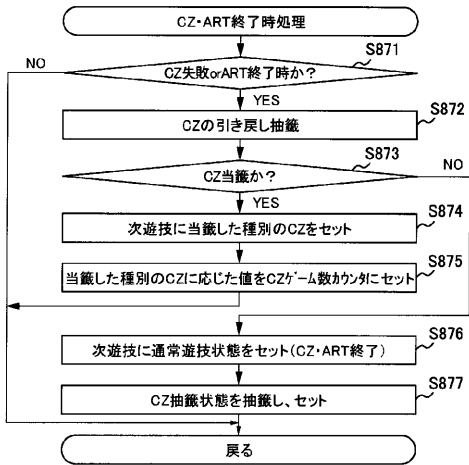 CZ・ART終了時処理
S871
NO
CZ失敗orART終了時か?
YES
S872
CZの引き戻し抽籤
S873
CZ当籤か?
NO
YES
S874
次遊技に当籤した種別のCZをセット
S875
当籤した種別のCZに応じた値をCZゲーム数カウンタにセット
S876
次遊技に通常遊技状態をセット(CZ・ART終了)
S877
CZ抽籤状態を抽籤し、セット
戻る